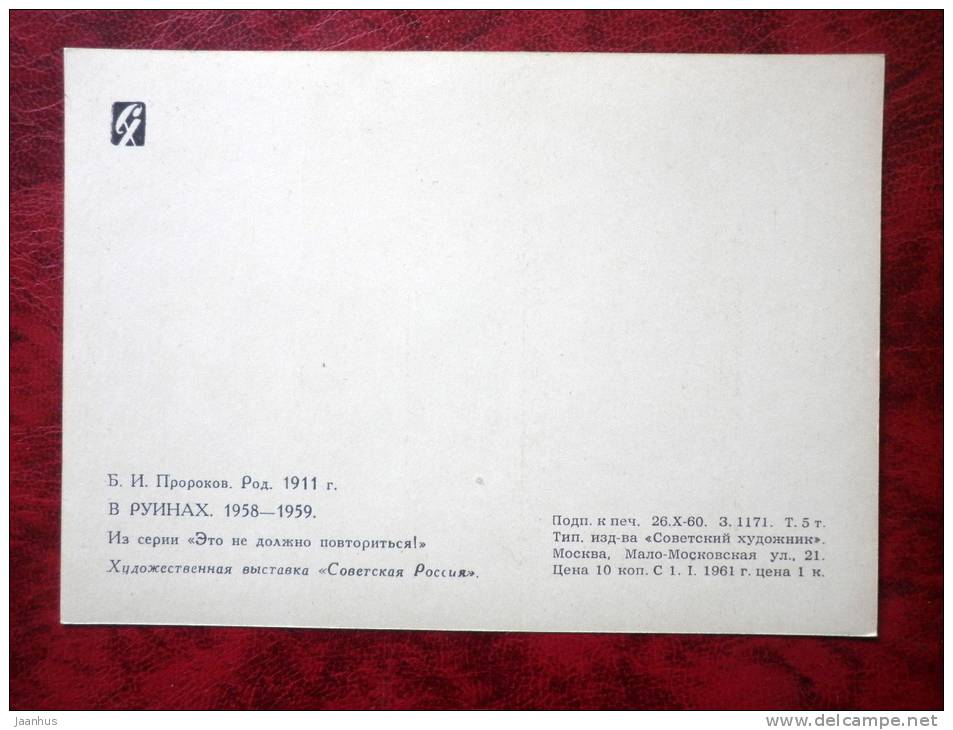 Б. И. Пророков. Род. 1911 г.
В РУИНАХ. 1958—1959.
Из серии «Это не должно повториться!»
Художественная выставка «Советская Россия».
Подп. к печ. 26.X-60. З. 1171. Т. 5 т.
Тип. изд-ва «Советский художник».
Москва, Мало-Московская ул., 21.
Цена 10 коп. С 1. I. 1961 г. цена 1 к.
Jaanhus
www.delcampe.net